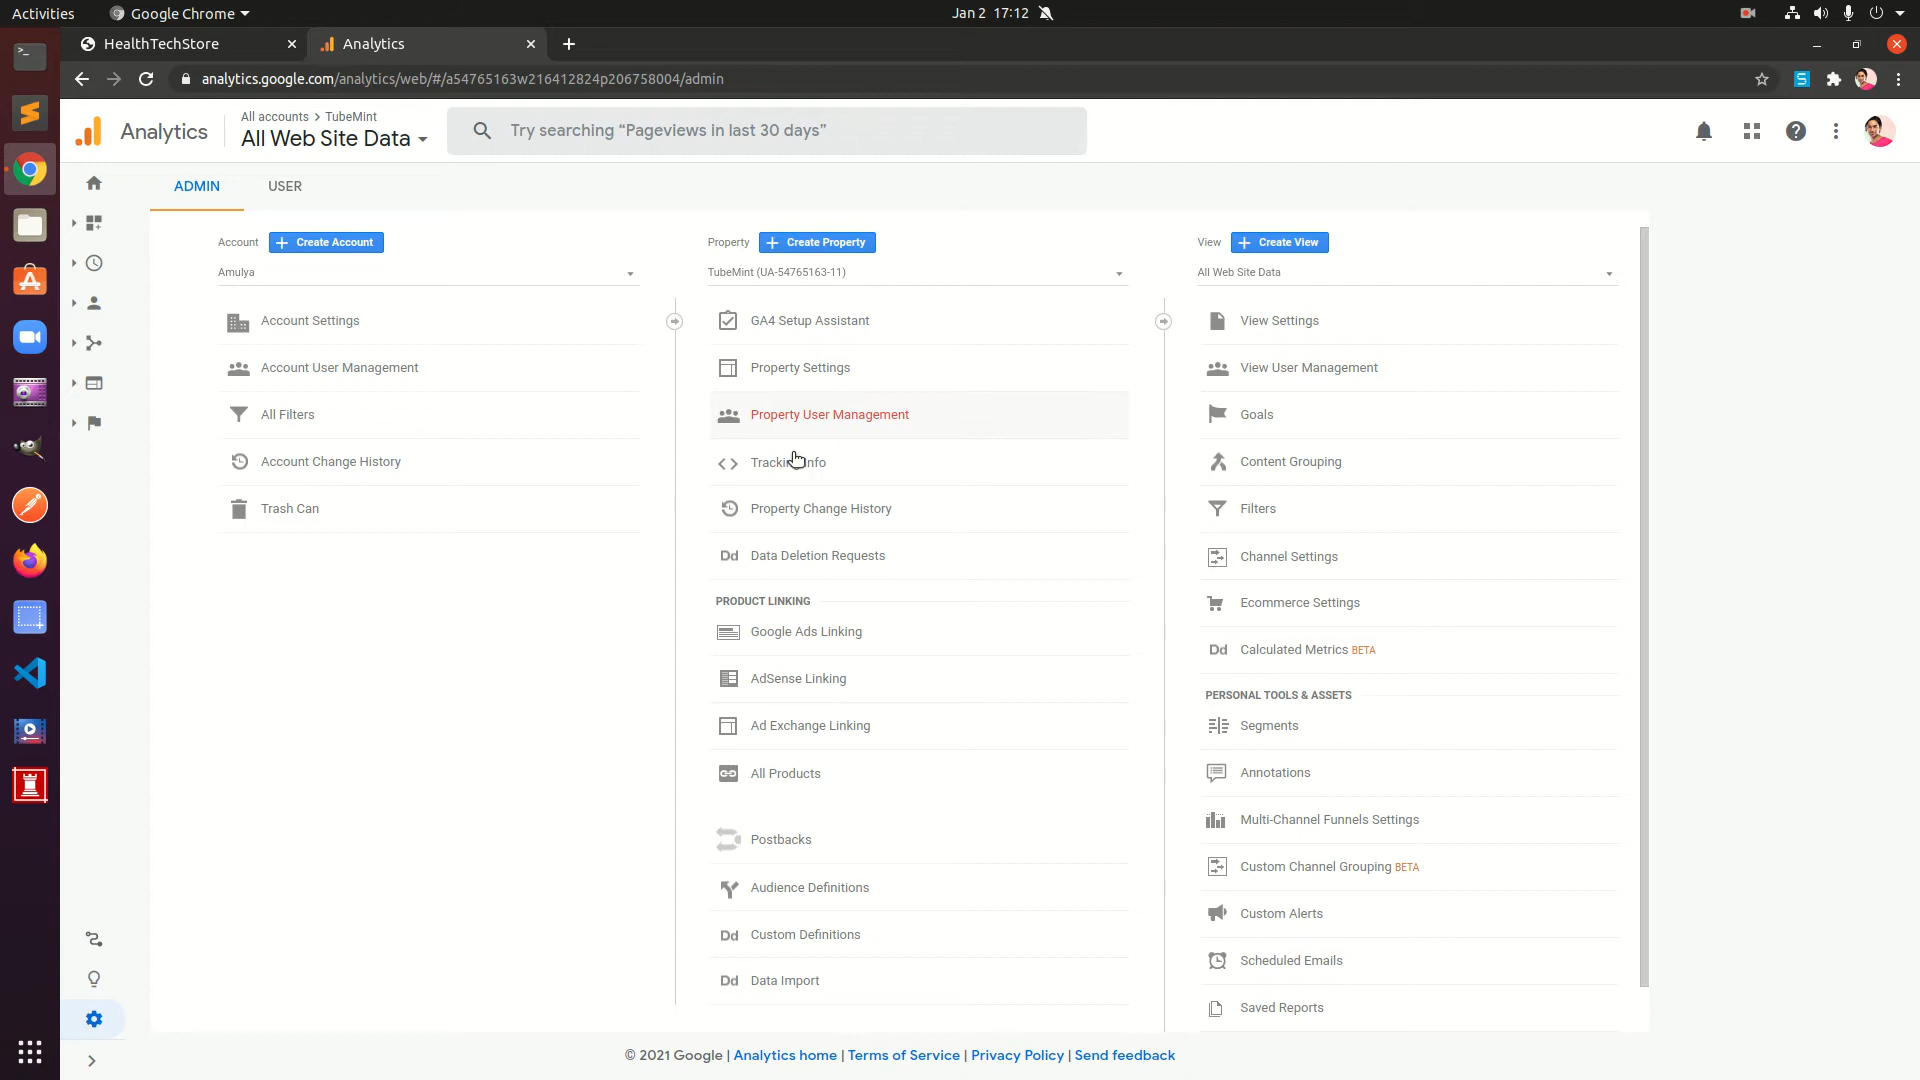 Activities
Google Chrome
Jan 2 17:12
HealthTechStore
Analytics
analytics.google.com/analytics/web/#/a54765163w216412824p206758004/admin
Analytics
All accounts > TubeMint
All Web Site Data
Try searching “Pageviews in last 30 days”
ADMIN
USER
Account
Create Account
Amulya
Account Settings
Account User Management
All Filters
Account Change History
Trash Can
Property
Create Property
TubeMint (UA-54765163-11)
GA4 Setup Assistant
Property Settings
Property User Management
Tracking Info
Property Change History
Dd Data Deletion Requests
PRODUCT LINKING
Google Ads Linking
AdSense Linking
Ad Exchange Linking
All Products
Postbacks
Audience Definitions
Dd Custom Definitions
Dd Data Import
View
Create View
All Web Site Data
View Settings
View User Management
Goals
Content Grouping
Filters
Channel Settings
Ecommerce Settings
Dd Calculated Metrics BETA
PERSONAL TOOLS & ASSETS
Segments
Annotations
Multi-Channel Funnels Settings
Custom Channel Grouping BETA
Custom Alerts
Scheduled Emails
Saved Reports
© 2021 Google | Analytics home | Terms of Service | Privacy Policy | Send feedback